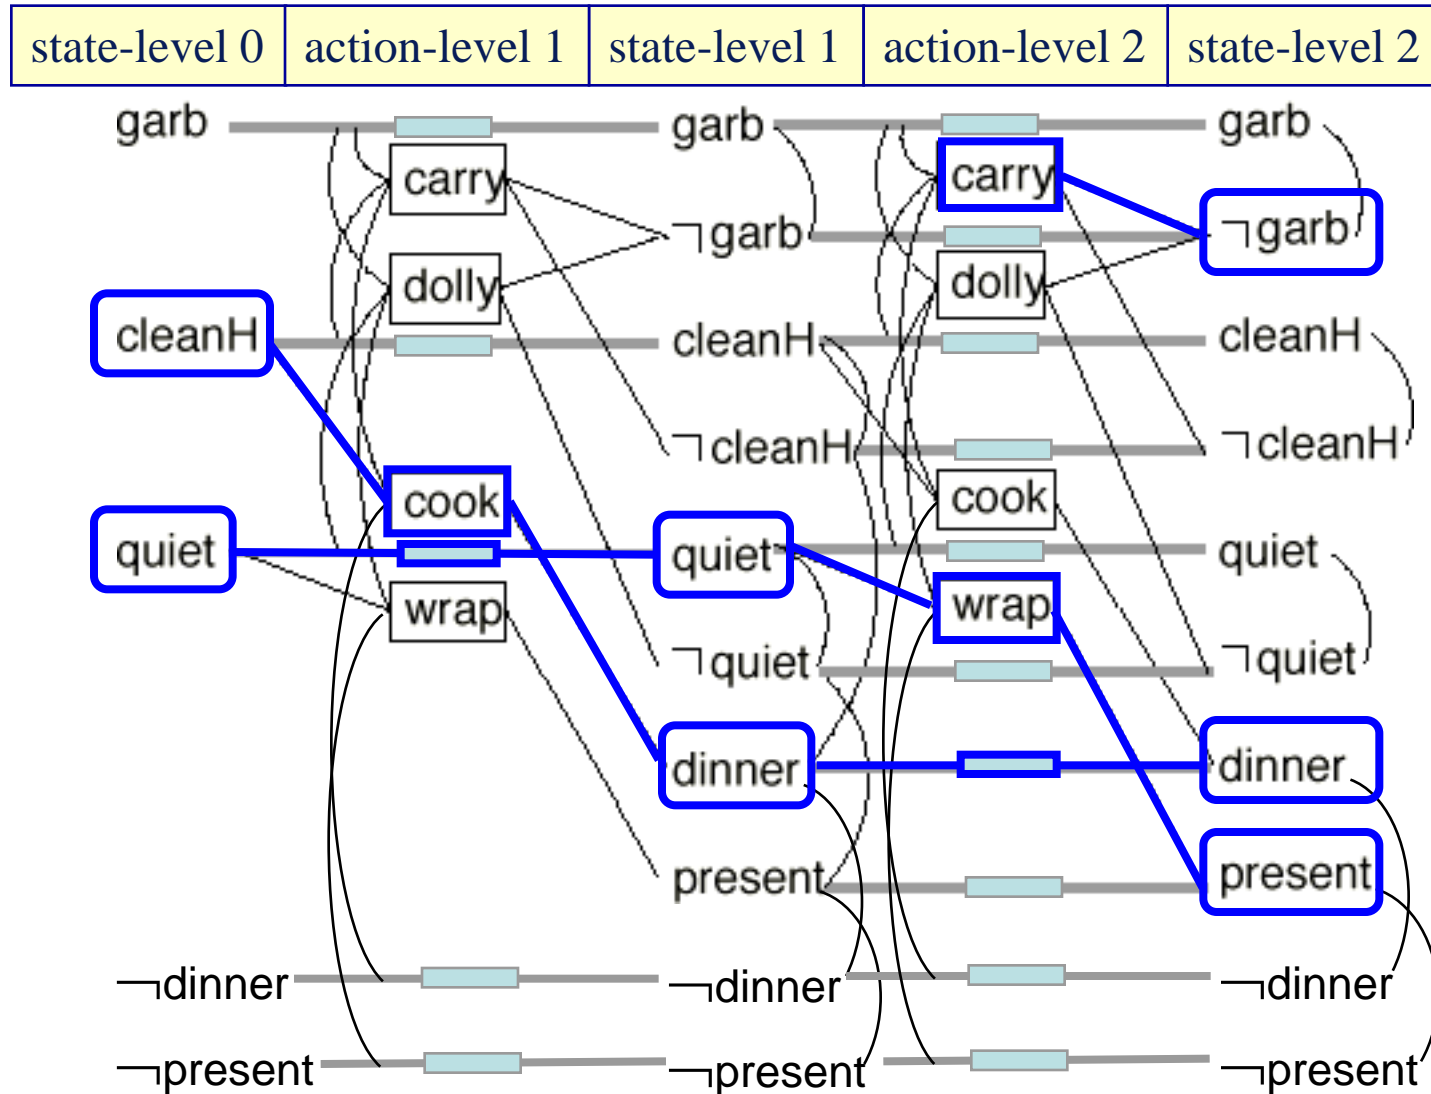 state-level 0 action-level 1 state-level 1 action-level 2 state-level 2
garb garb garb
carry carry
¬garb ¬garb
dolly dolly
cleanH cleanH cleanH
¬cleanH ¬cleanH
cook cook
quiet quiet quiet
wrap wrap
¬quiet ¬quiet
dinner dinner
present present
¬dinner ¬dinner ¬dinner
¬present ¬present ¬present